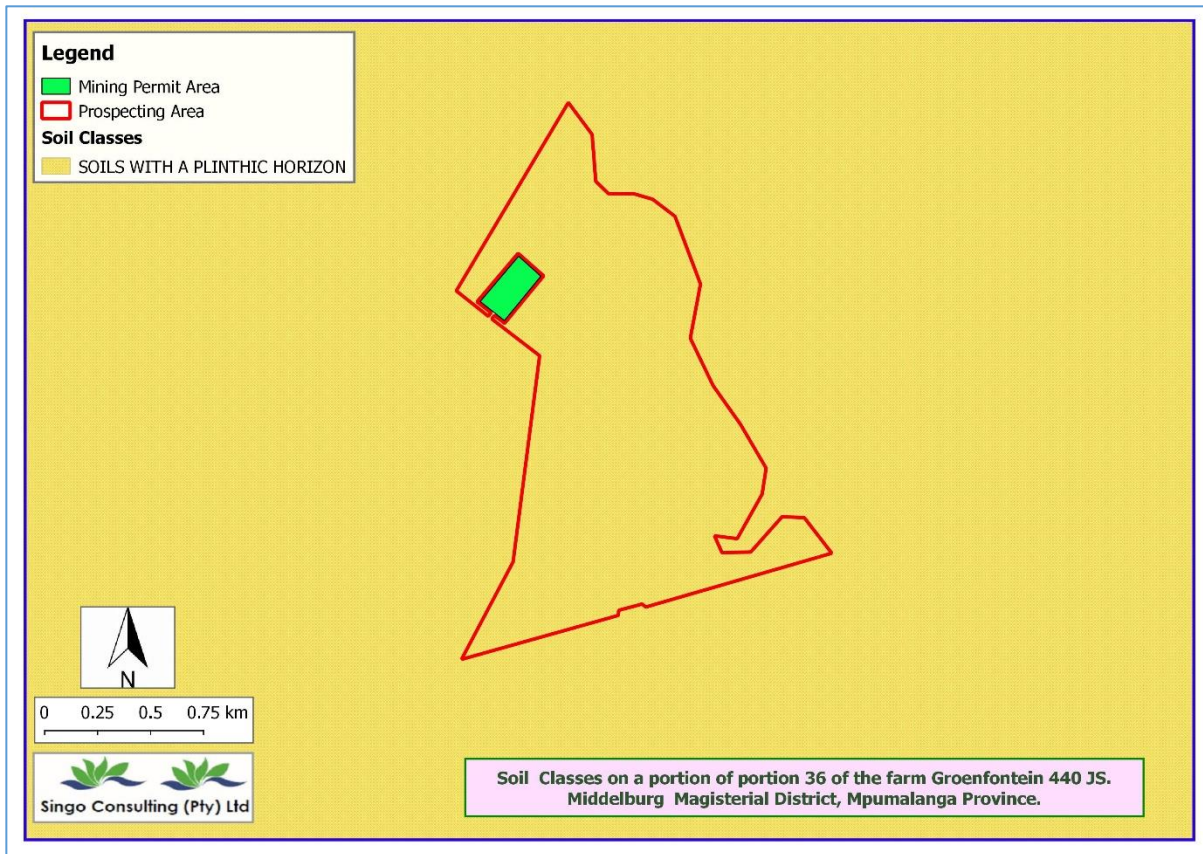 Legend
Mining Permit Area
Prospecting Area
Soil Classes
SOILS WITH A PLINTHIC HORIZON
N
0 0.25 0.5 0.75 km
Singo Consulting (Pty) Ltd
Soil Classes on a portion of portion 36 of the farm Groenfontein 440 JS.
Middelburg Magisterial District, Mpumalanga Province.